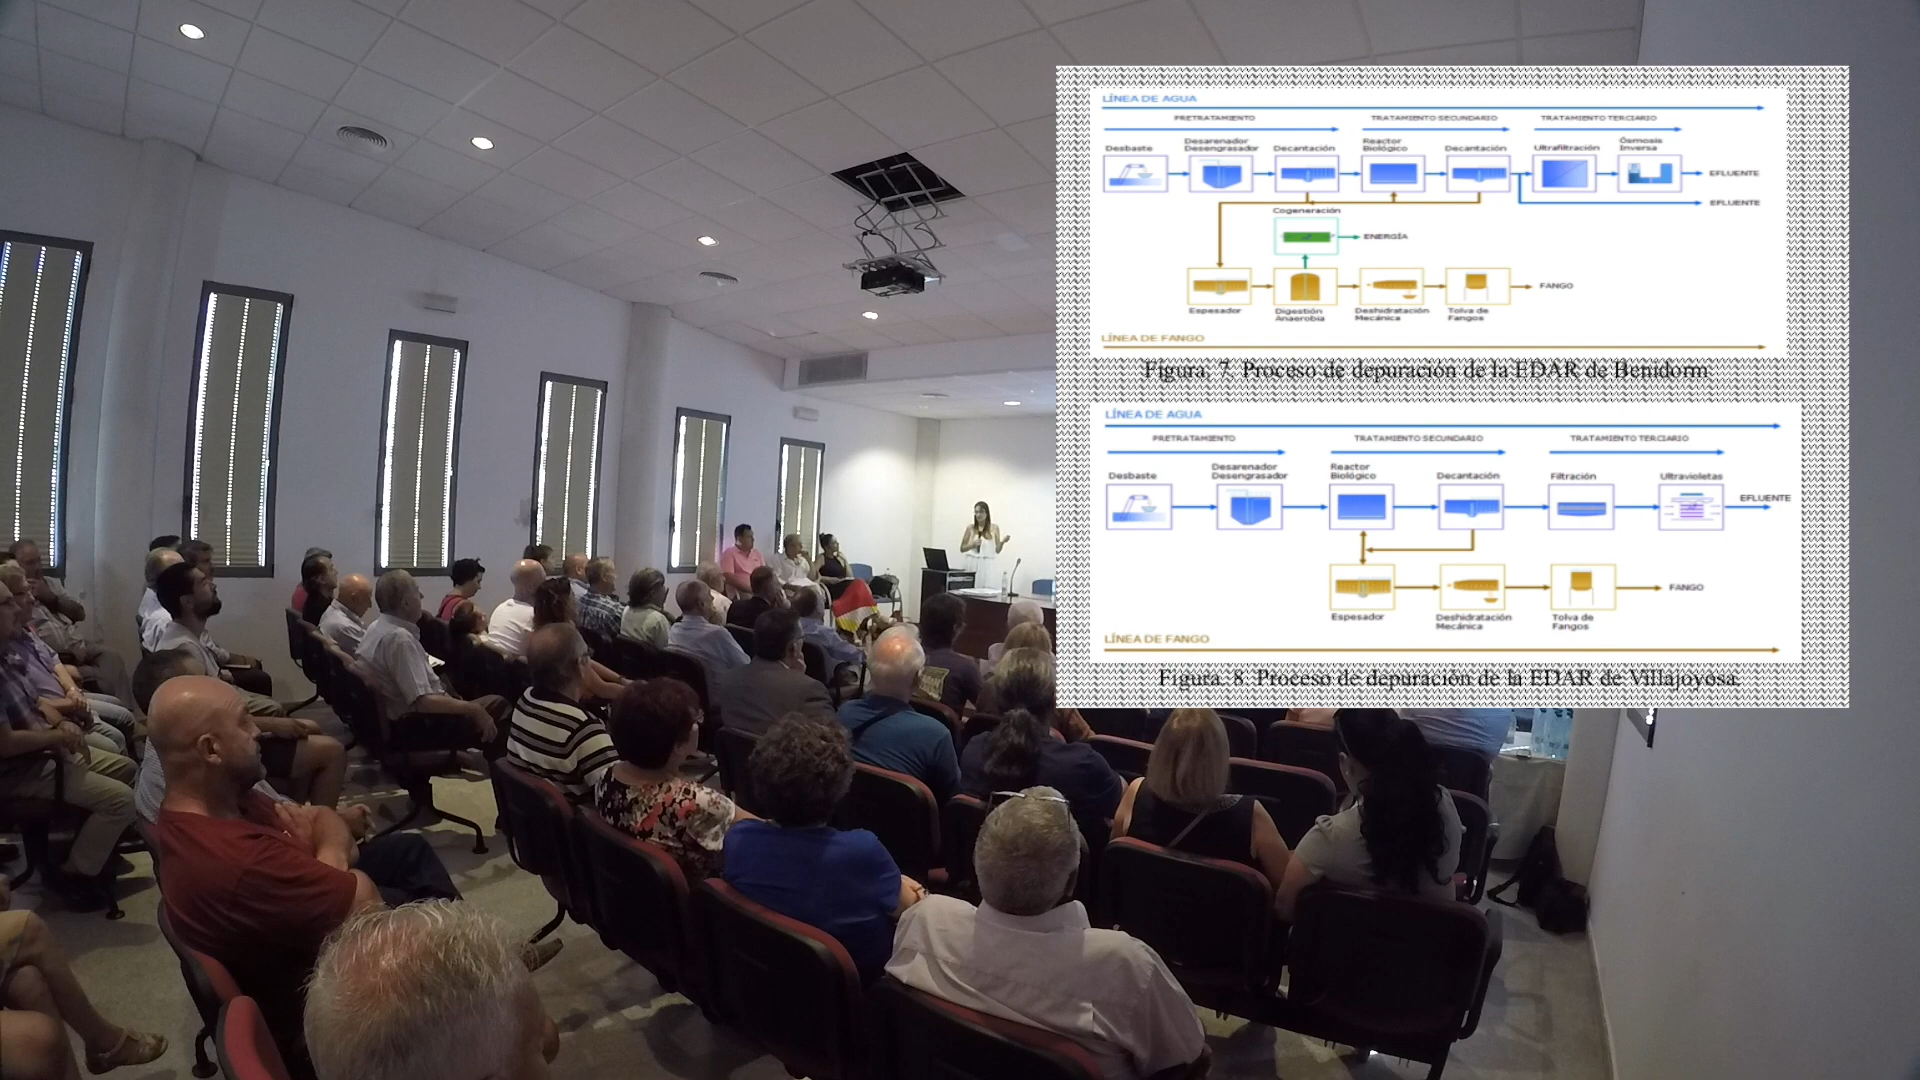 LÍNEA DE AGUA
PRETRATAMIENTO TRATAMIENTO SECUNDARIO TRATAMIENTO TERCIARIO
Desbaste Desarenador Desengrasador Decantación Reactor Biológico Decantación Ultrafiltración Ósmosis Inversa
EFLUENTE
EFLUENTE
Cogeneración
ENERGÍA
FANGO
Espesador Digestión Anaerobia Deshidratación Mecánica Tolva de Fangos
LÍNEA DE FANGO
Figura. 7. Proceso de depuración de la EDAR de Benidorm
LÍNEA DE AGUA
PRETRATAMIENTO TRATAMIENTO SECUNDARIO TRATAMIENTO TERCIARIO
Desbaste Desarenador Desengrasador Reactor Biológico Decantación Filtración Ultravioletas
EFLUENTE
FANGO
Espesador Deshidratación Mecánica Tolva de Fangos
LÍNEA DE FANGO
Figura. 8. Proceso de depuración de la EDAR de Villajoyosa.